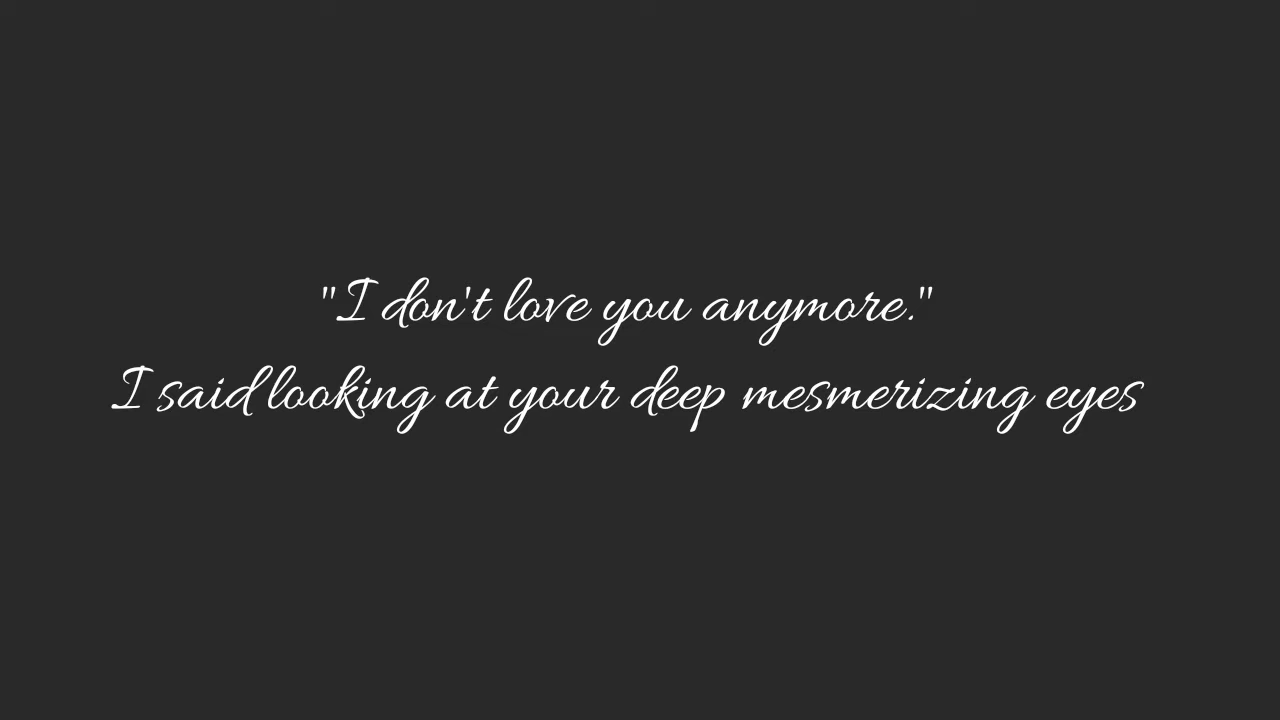 "I don't love you anymore."
I said looking at your deep mesmerizing eyes